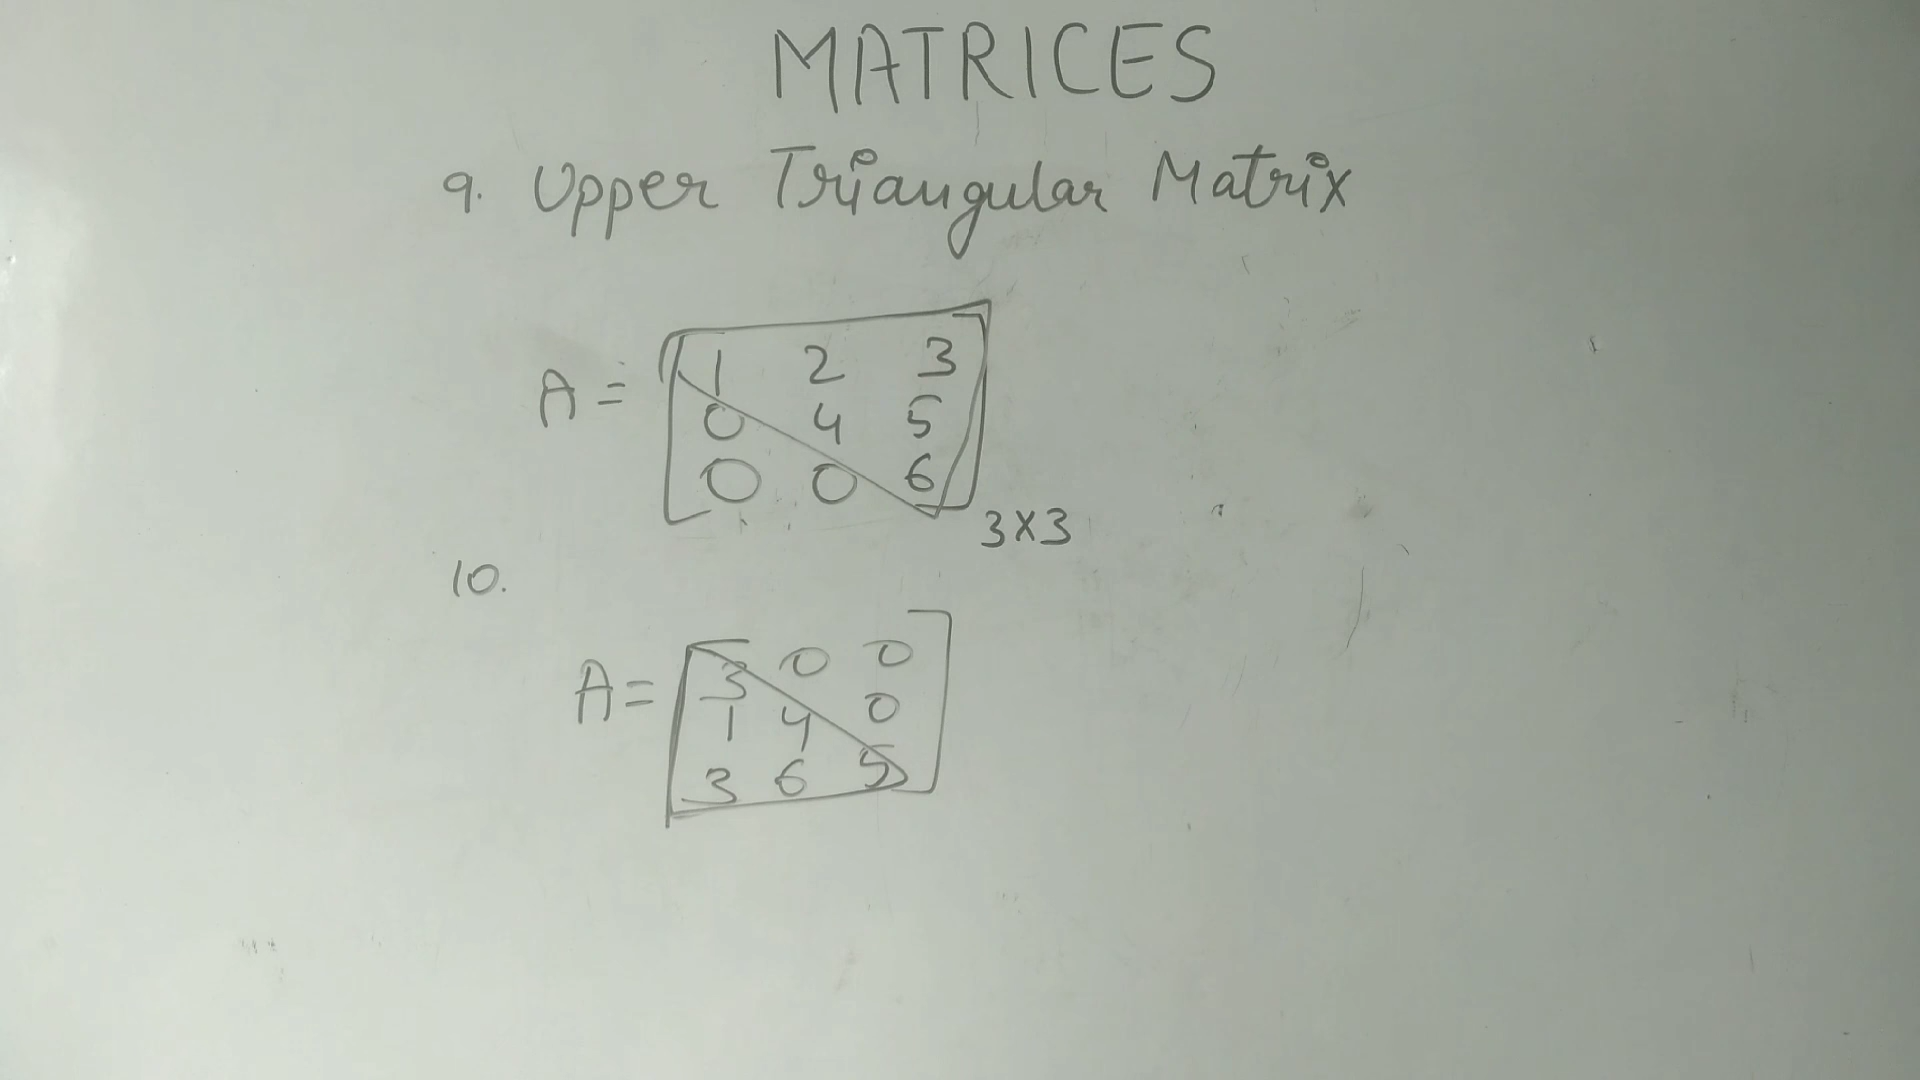 MATRICES
9. Upper Triangular Matrix
A = 1 2 3
0 4 5
0 0 6
3x3
10.
A = 3 0 0
1 4 0
3 6 5